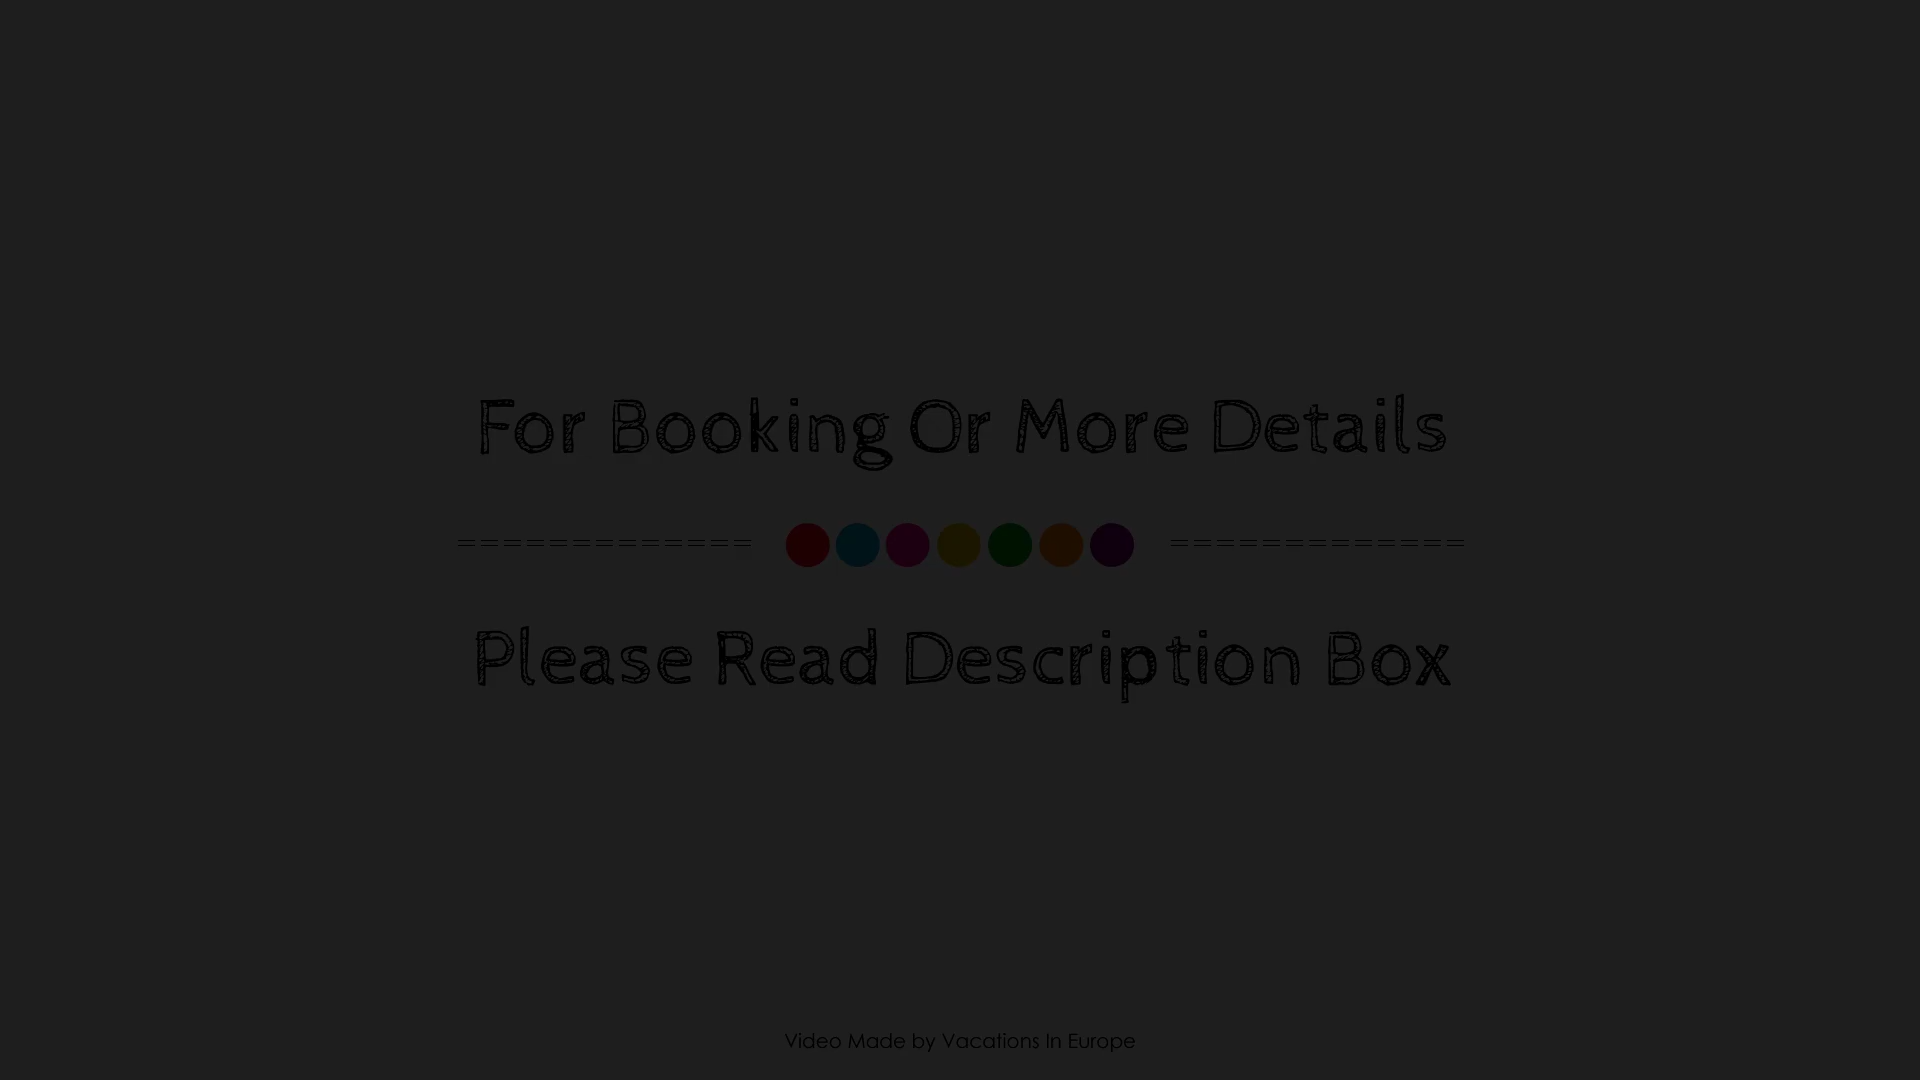 For Booking Or More Details
============= =============
Please Read Description Box
Video Made by Vacations In Europe